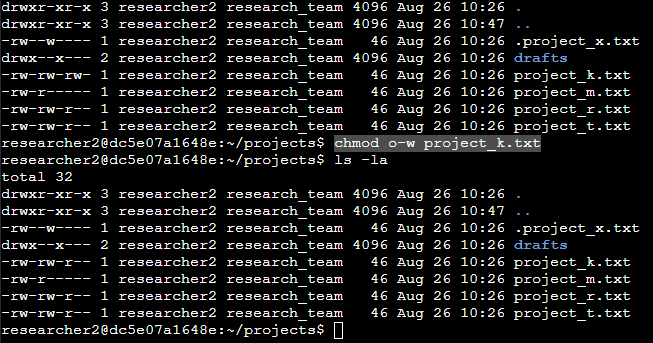 drwxr-xr-x 3 researcher2 research_team 4096 Aug 26 10:26 .
drwxr-xr-x 3 researcher2 research_team 4096 Aug 26 10:47 ..
-rw--w---- 1 researcher2 research_team   46 Aug 26 10:26 .project_x.txt
drwx--x--- 2 researcher2 research_team 4096 Aug 26 10:26 drafts
-rw-rw-rw- 1 researcher2 research_team   46 Aug 26 10:26 project_k.txt
-rw-r----- 1 researcher2 research_team   46 Aug 26 10:26 project_m.txt
-rw-rw-r-- 1 researcher2 research_team   46 Aug 26 10:26 project_r.txt
-rw-rw-r-- 1 researcher2 research_team   46 Aug 26 10:26 project_t.txt
researcher2@dc5e07a1648e:~/projects$ chmod o-w project_k.txt
researcher2@dc5e07a1648e:~/projects$ ls -la
total 32
drwxr-xr-x 3 researcher2 research_team 4096 Aug 26 10:26 .
drwxr-xr-x 3 researcher2 research_team 4096 Aug 26 10:47 ..
-rw--w---- 1 researcher2 research_team   46 Aug 26 10:26 .project_x.txt
drwx--x--- 2 researcher2 research_team 4096 Aug 26 10:26 drafts
-rw-rw-r-- 1 researcher2 research_team   46 Aug 26 10:26 project_k.txt
-rw-r----- 1 researcher2 research_team   46 Aug 26 10:26 project_m.txt
-rw-rw-r-- 1 researcher2 research_team   46 Aug 26 10:26 project_r.txt
-rw-rw-r-- 1 researcher2 research_team   46 Aug 26 10:26 project_t.txt
researcher2@dc5e07a1648e:~/projects$